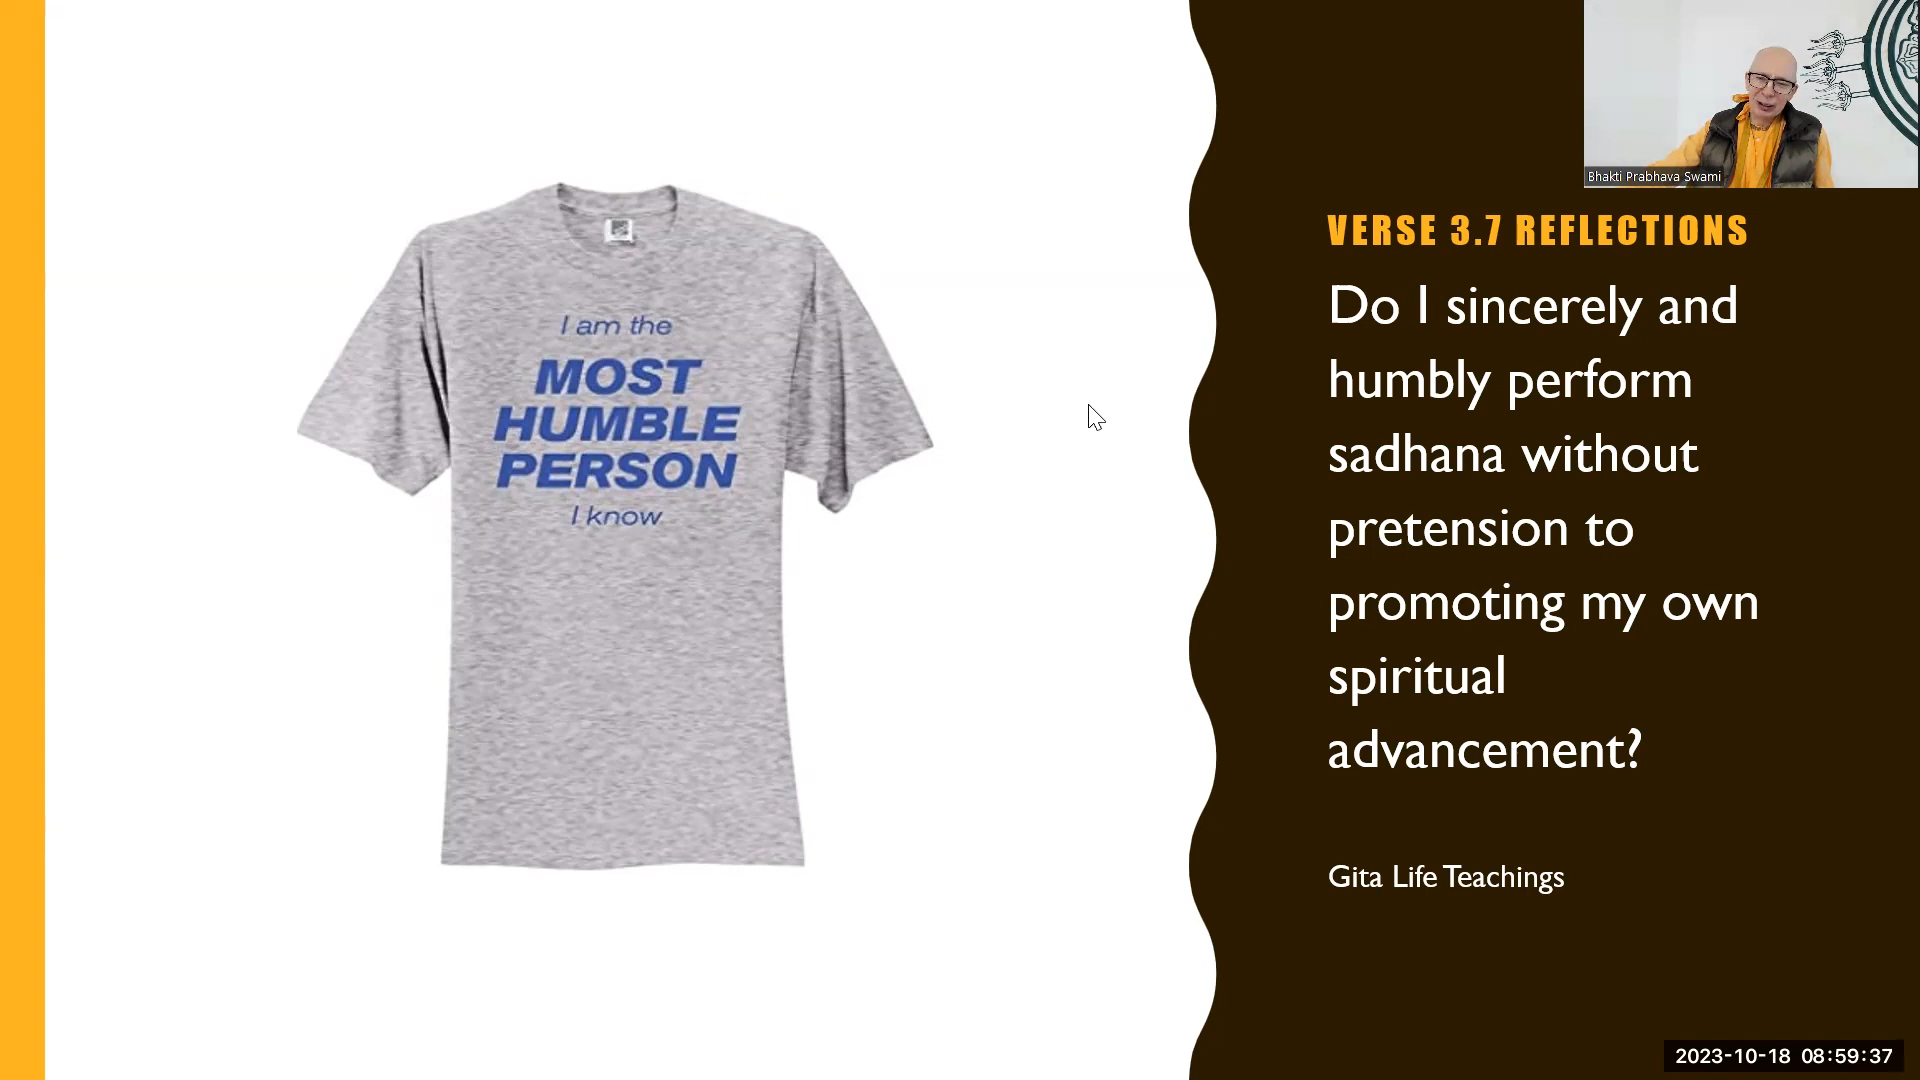 I am the
MOST
HUMBLE
PERSON
I know
Bhakti Prabhava Swami
VERSE 3.7 REFLECTIONS
Do I sincerely and
humbly perform
sadhana without
pretension to
promoting my own
spiritual
advancement?
Gita Life Teachings
2023-10-18 08:59:37